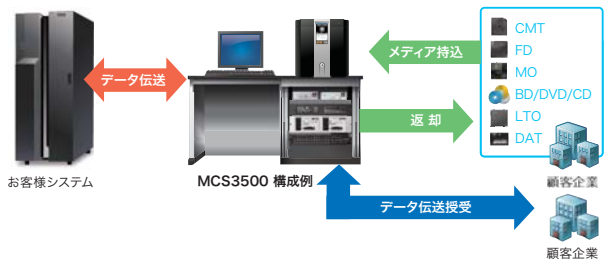 CMT
メディア持込
FD
MO
データ伝送
BD/DVD/CD
返却
LTO
DAT
お客様システム
MCS3500 構成例
顧客企業
データ伝送授受
顧客企業